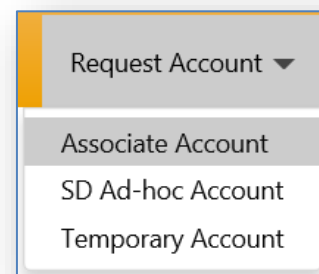 Request Account
Associate Account
SD Ad-hoc Account
Temporary Account